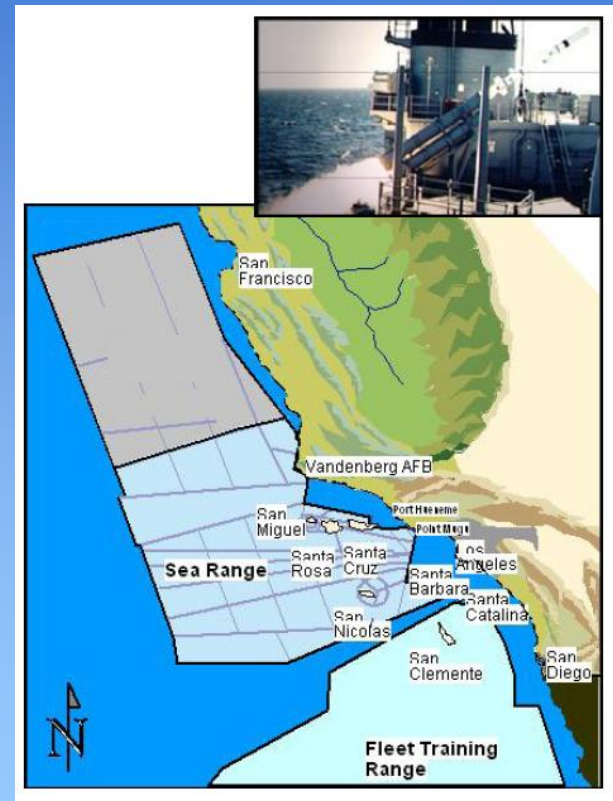 San
Francisco
Vandenberg AFB
Port Hueneme
Point Mugu
San
Miguel
Los
Angeles
Sea Range
Santa
Rosa
Santa
Cruz
Santa
Barbara
Santa
Catalina
San
Nicolas
San
Clemente
San
Diego
N
Fleet Training
Range